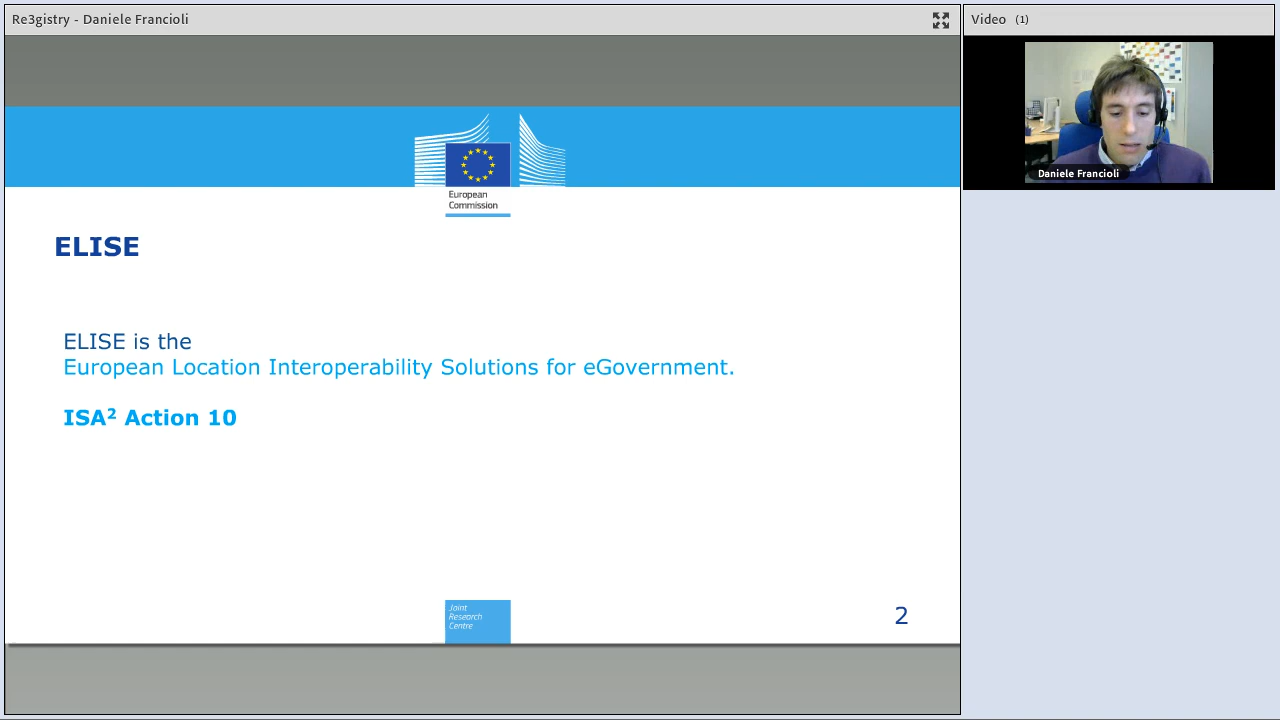 Re3gistry - Daniele Francioli
Video (1)
Daniele Francioli
European
Commission
ELISE
ELISE is the
European Location Interoperability Solutions for eGovernment.
ISA² Action 10
Joint
Research
Centre
2